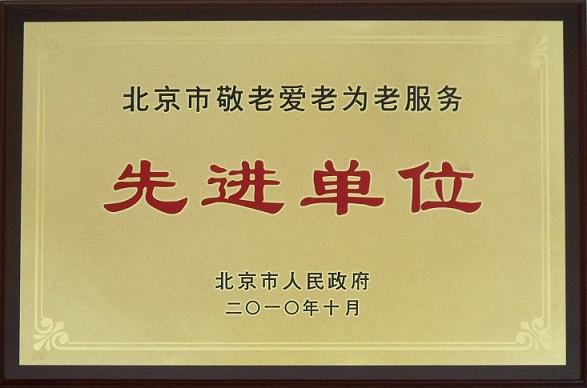 北京市敬老爱老为老服务
先进单位
北京市人民政府
二〇一〇年十月